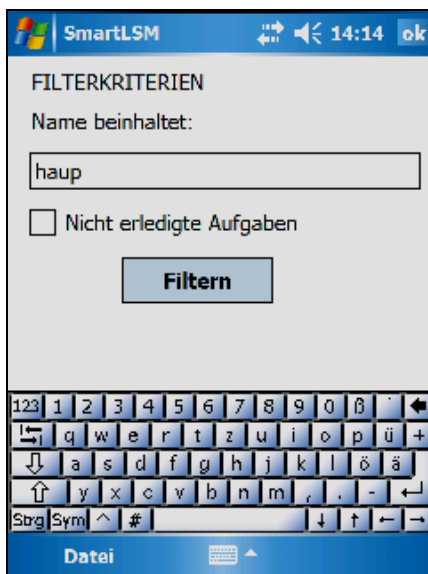 SmartLSM 14:14 ok
FILTERKRITERIEN
Name beinhaltet:
haup
Nicht erledigte Aufgaben
Filtern
123 1 2 3 4 5 6 7 8 9 0 ß ´
q w e r t z u i o p ü +
a s d f g h j k l ö ä
y x c v b n m , . -
Strg Sym ^ #
Datei